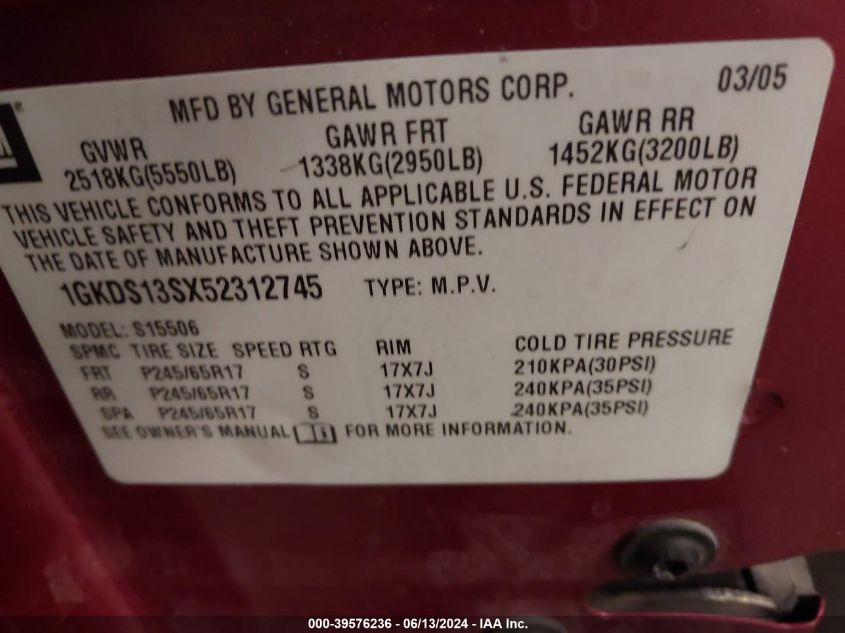 MFD BY GENERAL MOTORS CORP. 03/05
GVWR GAWR FRT GAWR RR
2518KG(5550LB) 1338KG(2950LB) 1452KG(3200LB)
THIS VEHICLE CONFORMS TO ALL APPLICABLE U.S. FEDERAL MOTOR
VEHICLE SAFETY AND THEFT PREVENTION STANDARDS IN EFFECT ON
THE DATE OF MANUFACTURE SHOWN ABOVE.
1GKDS13SX52312745 TYPE: M.P.V.
MODEL: S15506
SPMC TIRE SIZE SPEED RTG RIM COLD TIRE PRESSURE
FRT P245/65R17 S 17X7J 210KPA(30PSI)
RR P245/65R17 S 17X7J 240KPA(35PSI)
SPA P245/65R17 S 17X7J 240KPA(35PSI)
SEE OWNER'S MANUAL FOR MORE INFORMATION.
000-39576236 - 06/13/2024 - IAA Inc.